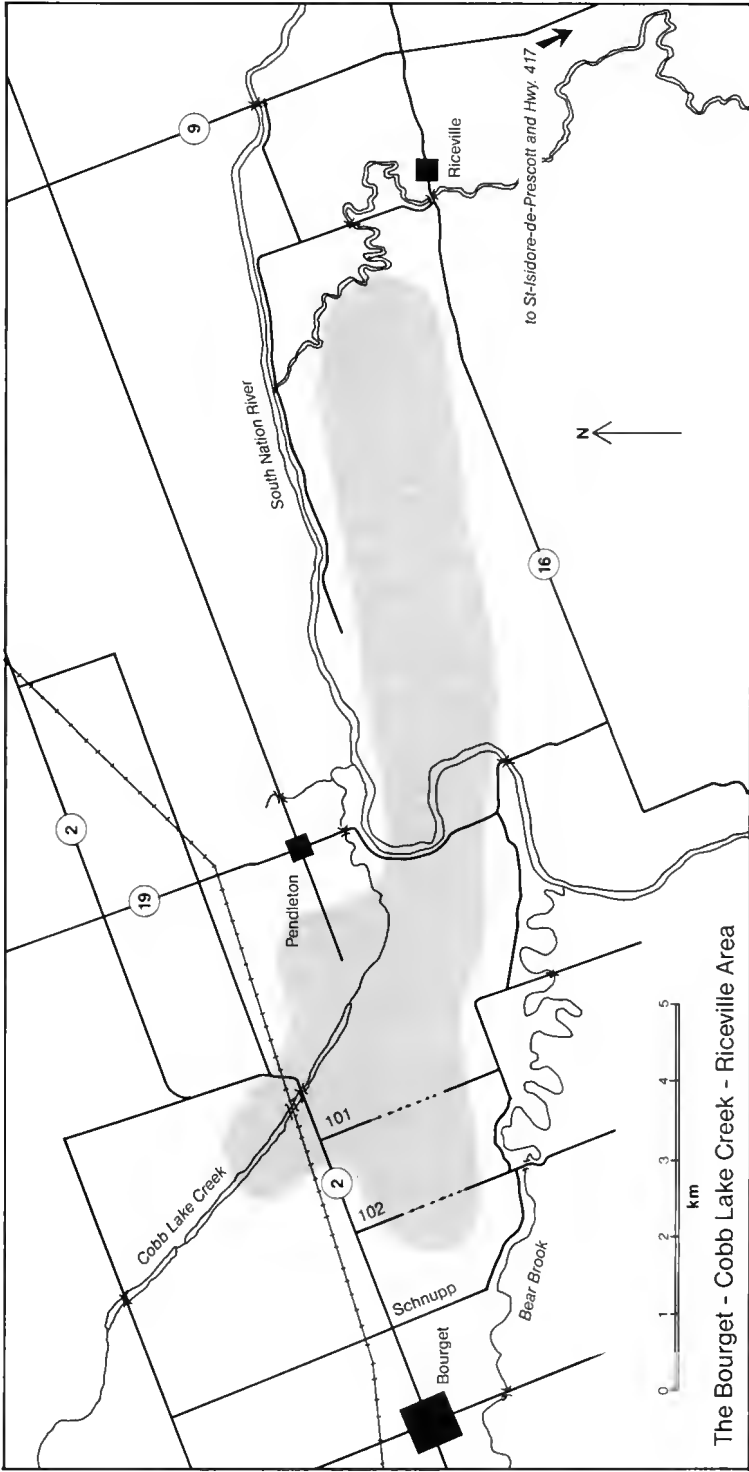 9
Riceville
to St-Isidore-de-Prescott and Hwy. 417
South Nation River
N
16
2
19
Pendleton
Cobb Lake Creek
101
2
102
Schnupp
Bourget
Bear Brook
0 1 2 3 4 5
km
The Bourget - Cobb Lake Creek - Riceville Area